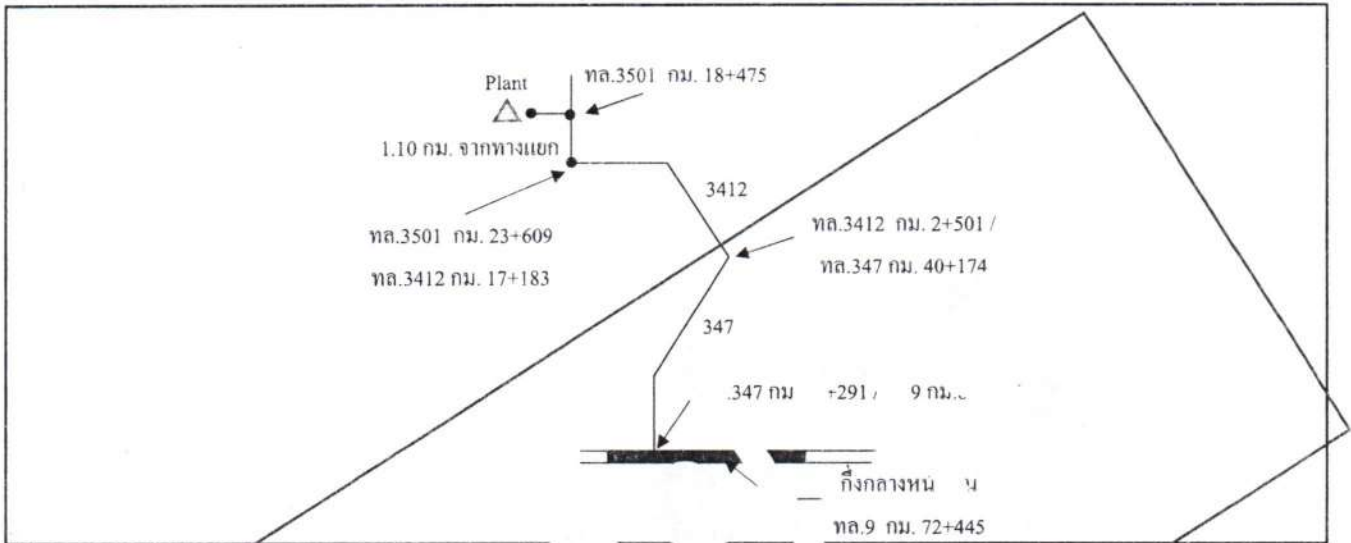 Plant
ทล.3501 กม. 18+475
1.10 กม. จากทางแยก
3412
ทล.3501 กม. 23+609
ทล.3412 กม. 17+183
ทล.3412 กม. 2+501 /
ทล.347 กม. 40+174
347
.347 กม +291 / 9 กม.
กึ่งกลางหน
ทล.9 กม. 72+445